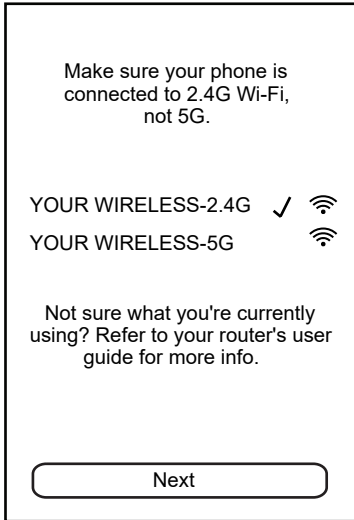 Make sure your phone is
connected to 2.4G Wi-Fi,
not 5G.
YOUR WIRELESS-2.4G
YOUR WIRELESS-5G
Not sure what you're currently
using? Refer to your router's user
guide for more info.
Next